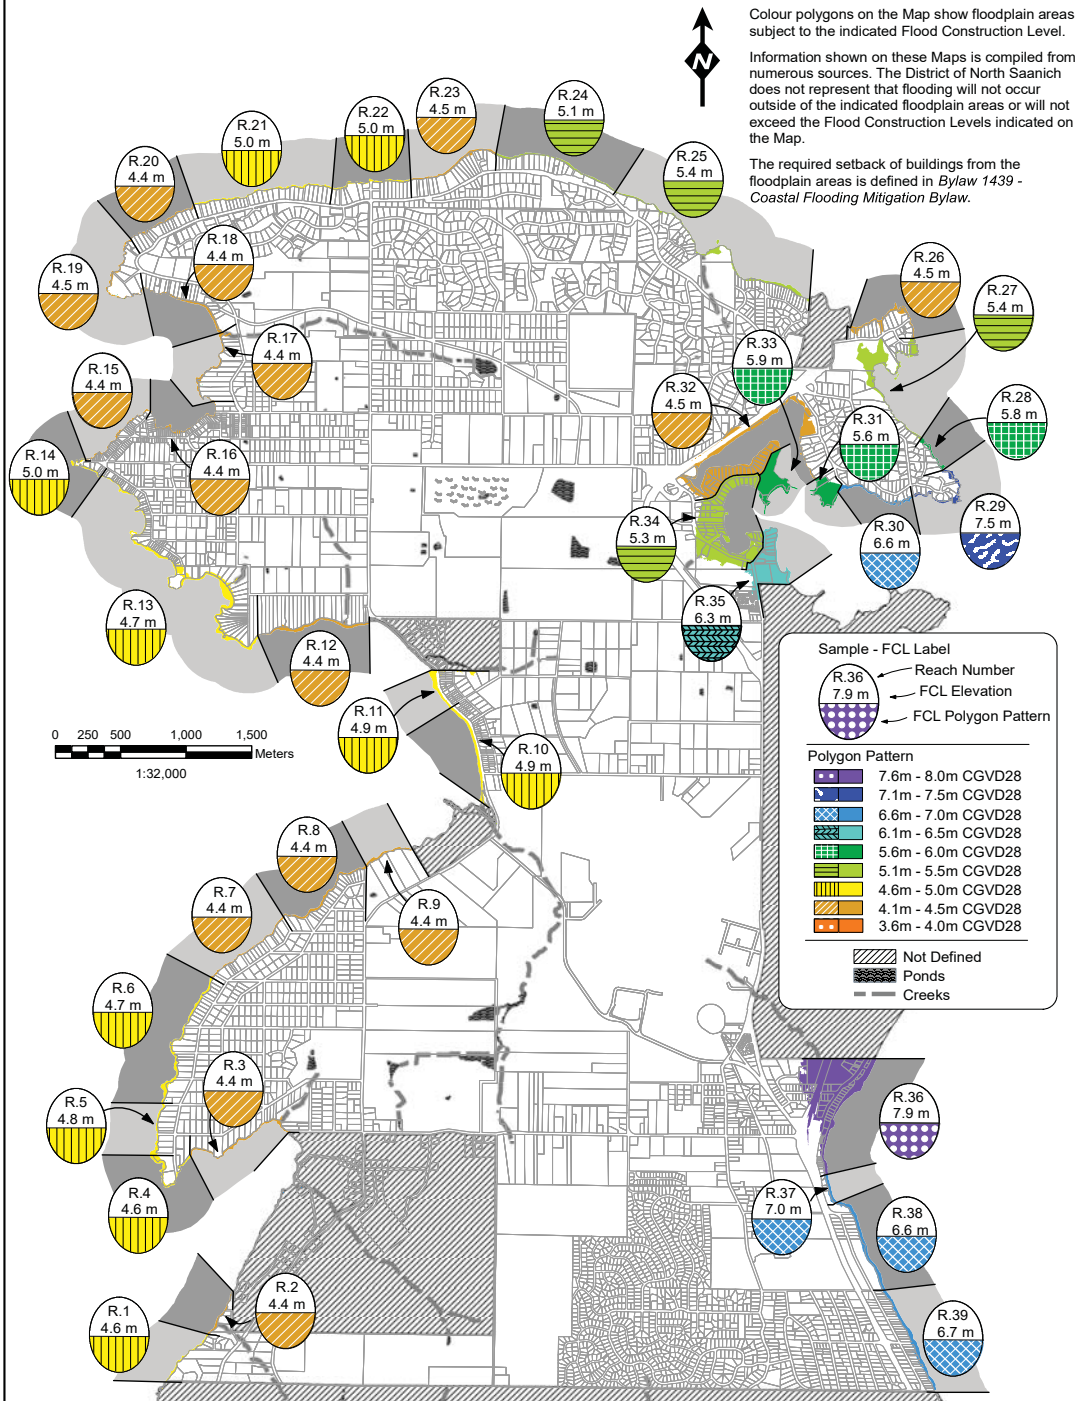 Colour polygons on the Map show floodplain areas
subject to the indicated Flood Construction Level.
Information shown on these Maps is compiled from
numerous sources. The District of North Saanich
does not represent that flooding will not occur
outside of the indicated floodplain areas or will not
exceed the Flood Construction Levels indicated on
the Map.
The required setback of buildings from the
floodplain areas is defined in Bylaw 1439 -
Coastal Flooding Mitigation Bylaw.
N
R.23
4.5 m
R.24
5.1 m
R.22
5.0 m
R.21
5.0 m
R.20
4.4 m
R.25
5.4 m
R.18
4.4 m
R.19
4.5 m
R.26
4.5 m
R.27
5.4 m
R.17
4.4 m
R.33
5.9 m
R.15
4.4 m
R.32
4.5 m
R.28
5.8 m
R.31
5.6 m
R.14
5.0 m
R.16
4.4 m
R.29
7.5 m
R.34
5.3 m
R.30
6.6 m
R.35
6.3 m
R.13
4.7 m
R.12
4.4 m
R.11
4.9 m
R.10
4.9 m
0 250 500 1,000 1,500
Meters
1:32,000
Sample - FCL Label
R.36
7.9 m
Reach Number
FCL Elevation
FCL Polygon Pattern
Polygon Pattern
7.6m - 8.0m CGVD28
7.1m - 7.5m CGVD28
6.6m - 7.0m CGVD28
6.1m - 6.5m CGVD28
5.6m - 6.0m CGVD28
5.1m - 5.5m CGVD28
4.6m - 5.0m CGVD28
4.1m - 4.5m CGVD28
3.6m - 4.0m CGVD28
Not Defined
Ponds
Creeks
R.8
4.4 m
R.7
4.4 m
R.9
4.4 m
R.6
4.7 m
R.3
4.4 m
R.5
4.8 m
R.4
4.6 m
R.36
7.9 m
R.37
7.0 m
R.38
6.6 m
R.2
4.4 m
R.1
4.6 m
R.39
6.7 m